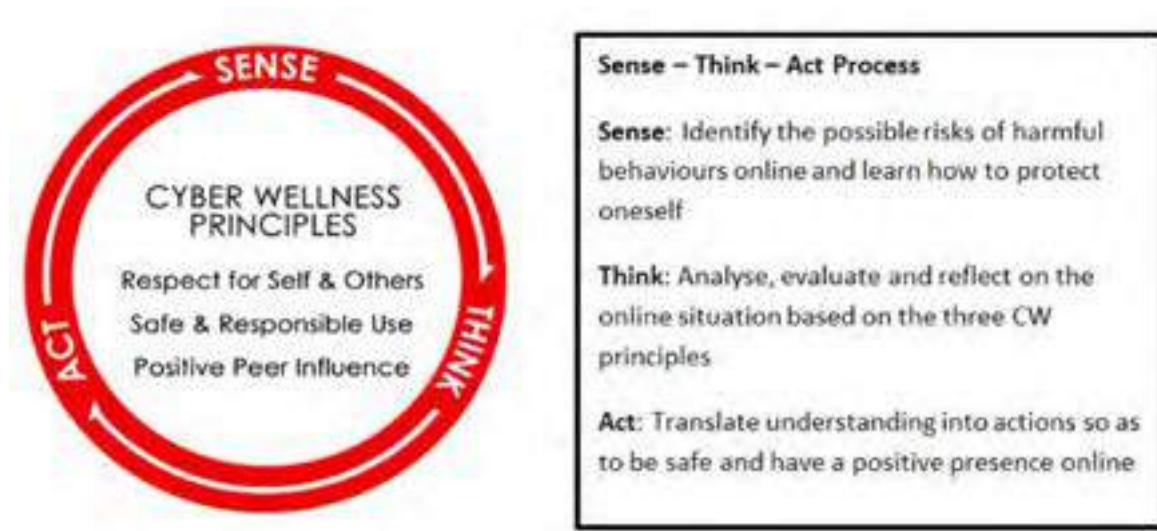 SENSE
THINK
ACT
CYBER WELLNESS
PRINCIPLES
Respect for Self & Others
Safe & Responsible Use
Positive Peer Influence
Sense – Think – Act Process
Sense: Identify the possible risks of harmful
behaviours online and learn how to protect
oneself
Think: Analyse, evaluate and reflect on the
online situation based on the three CW
principles
Act: Translate understanding into actions so as
to be safe and have a positive presence online